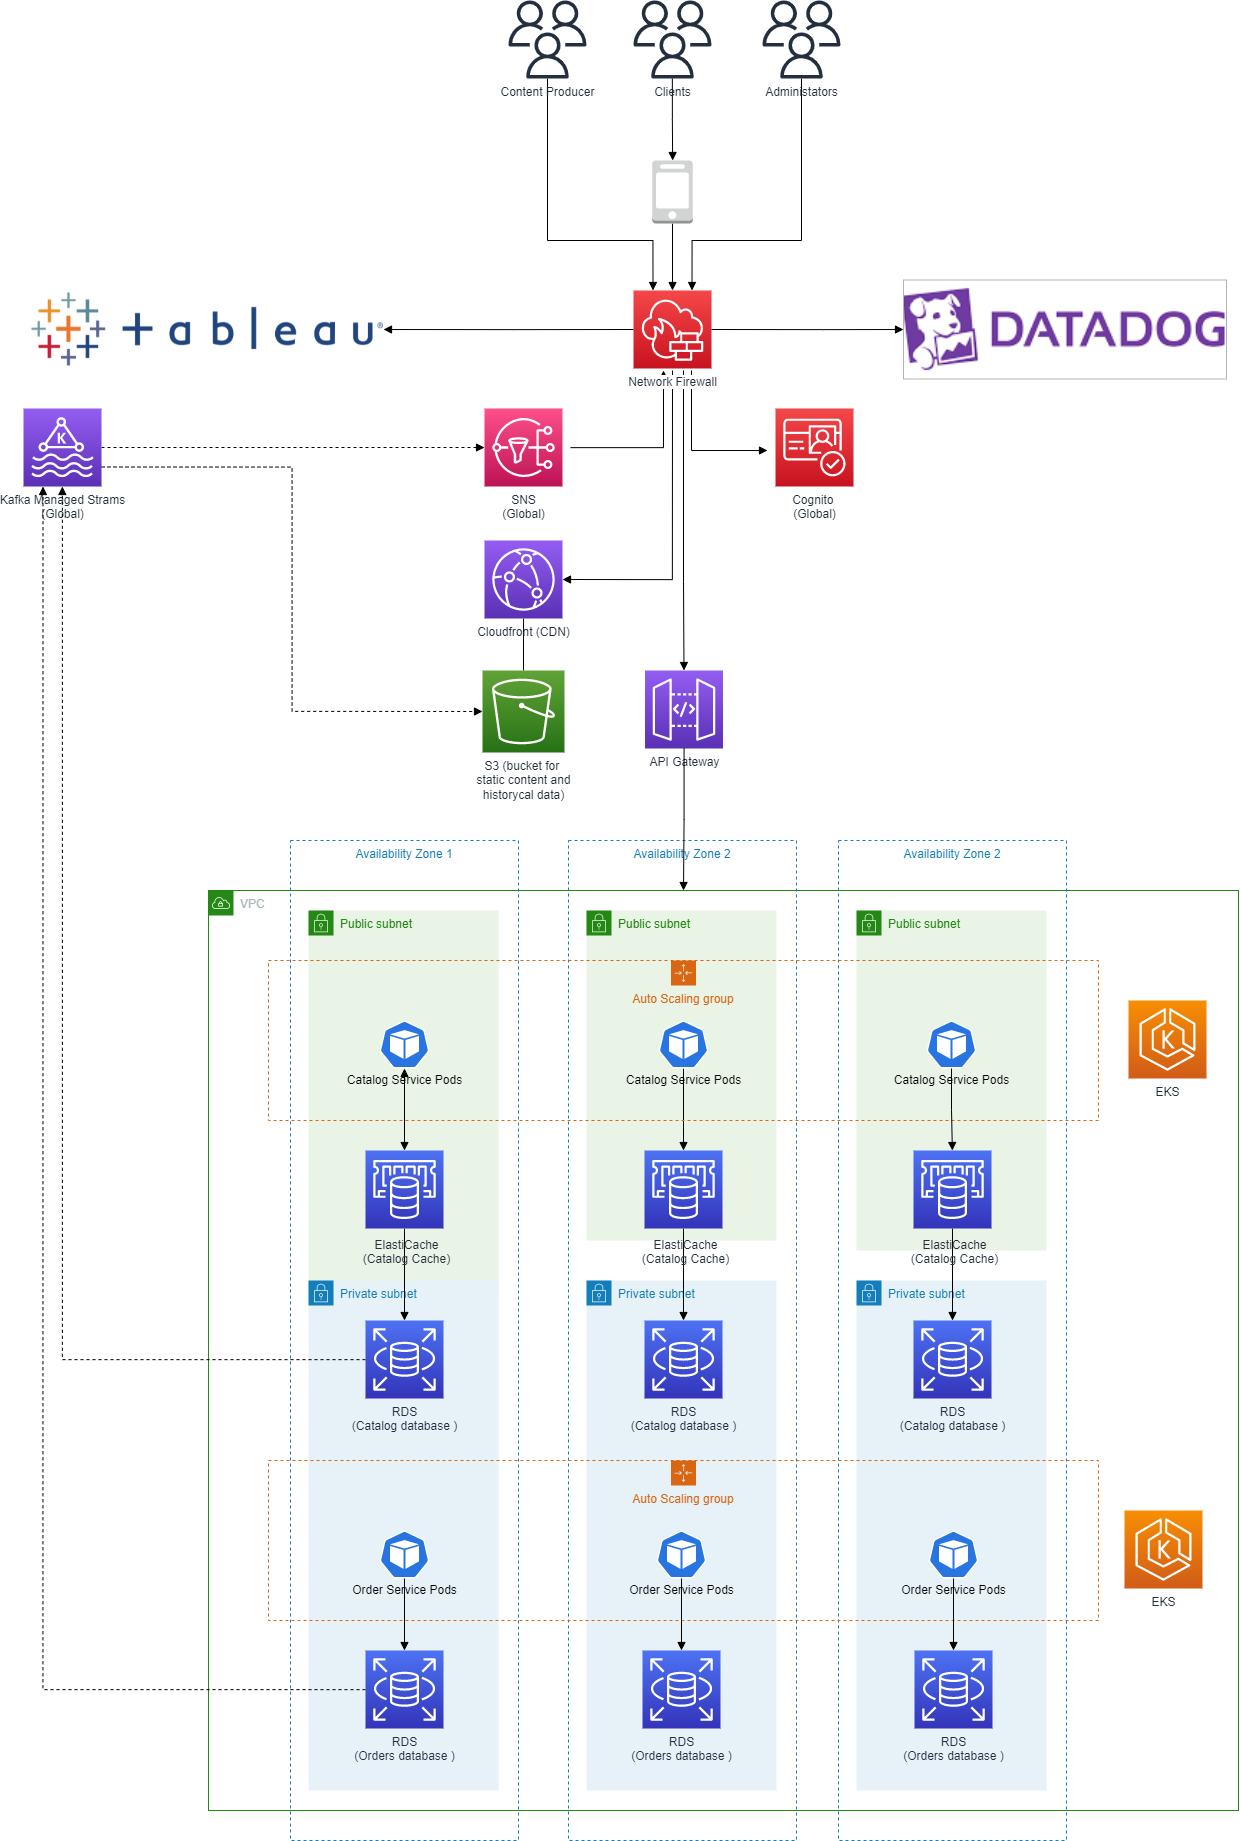 Content Producer
Clients
Administators
+ableau®
DATADOG
Network Firewall
Kafka Managed Strams
(Global)
SNS
(Global)
Cognito
(Global)
Cloudfront (CDN)
S3 (bucket for
static content and
historycal data)
API Gateway
Availability Zone 1
Availability Zone 2
Availability Zone 2
VPC
Public subnet
Public subnet
Public subnet
Auto Scaling group
Catalog Service Pods
Catalog Service Pods
Catalog Service Pods
EKS
ElastiCache
(Catalog Cache)
ElastiCache
(Catalog Cache)
ElastiCache
(Catalog Cache)
Private subnet
Private subnet
Private subnet
RDS
(Catalog database )
RDS
(Catalog database )
RDS
(Catalog database )
Auto Scaling group
Order Service Pods
Order Service Pods
Order Service Pods
EKS
RDS
(Orders database )
RDS
(Orders database )
RDS
(Orders database )